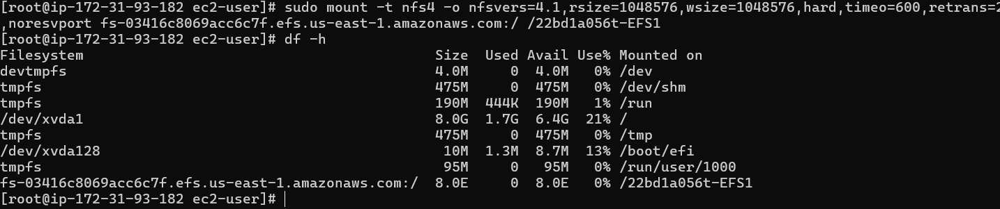 [root@ip-172-31-93-182 ec2-user]# sudo mount -t nfs4 -o nfsvers=4.1,rsize=1048576,wsize=1048576,hard,timeo=600,retrans=2
,noresvport fs-03416c8069acc6c7f.efs.us-east-1.amazonaws.com:/ /22bd1a056t-EFS1
[root@ip-172-31-93-182 ec2-user]# df -h
Filesystem                                          Size  Used Avail Use% Mounted on
devtmpfs                                            4.0M     0  4.0M   0% /dev
tmpfs                                               475M     0  475M   0% /dev/shm
tmpfs                                               190M  444K  190M   1% /run
/dev/xvda1                                          8.0G  1.7G  6.4G  21% /
tmpfs                                               475M     0  475M   0% /tmp
/dev/xvda128                                         10M  1.3M  8.7M  13% /boot/efi
tmpfs                                                95M     0   95M   0% /run/user/1000
fs-03416c8069acc6c7f.efs.us-east-1.amazonaws.com:/  8.0E     0  8.0E   0% /22bd1a056t-EFS1
[root@ip-172-31-93-182 ec2-user]#